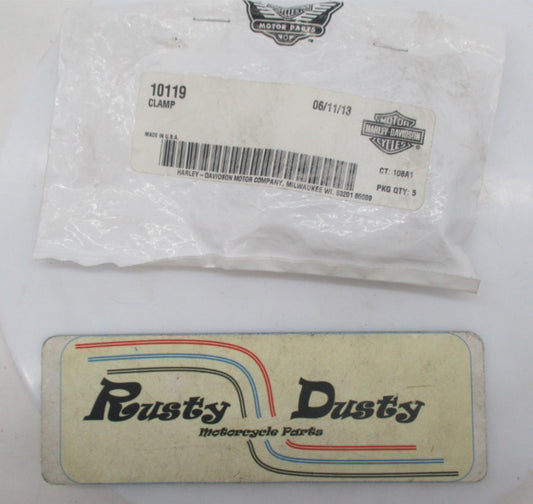 MOTOR PARTS
10119
CLAMP
06/11/13
MADE IN U.S.A.
MOTOR
HARLEY-DAVIDSON
CYCLES
CT: 108A1
HARLEY-DAVIDSON MOTOR COMPANY, MILWAUKEE WI. 53201
PKG QTY: 5
Rusty Dusty
Motorcycle Parts